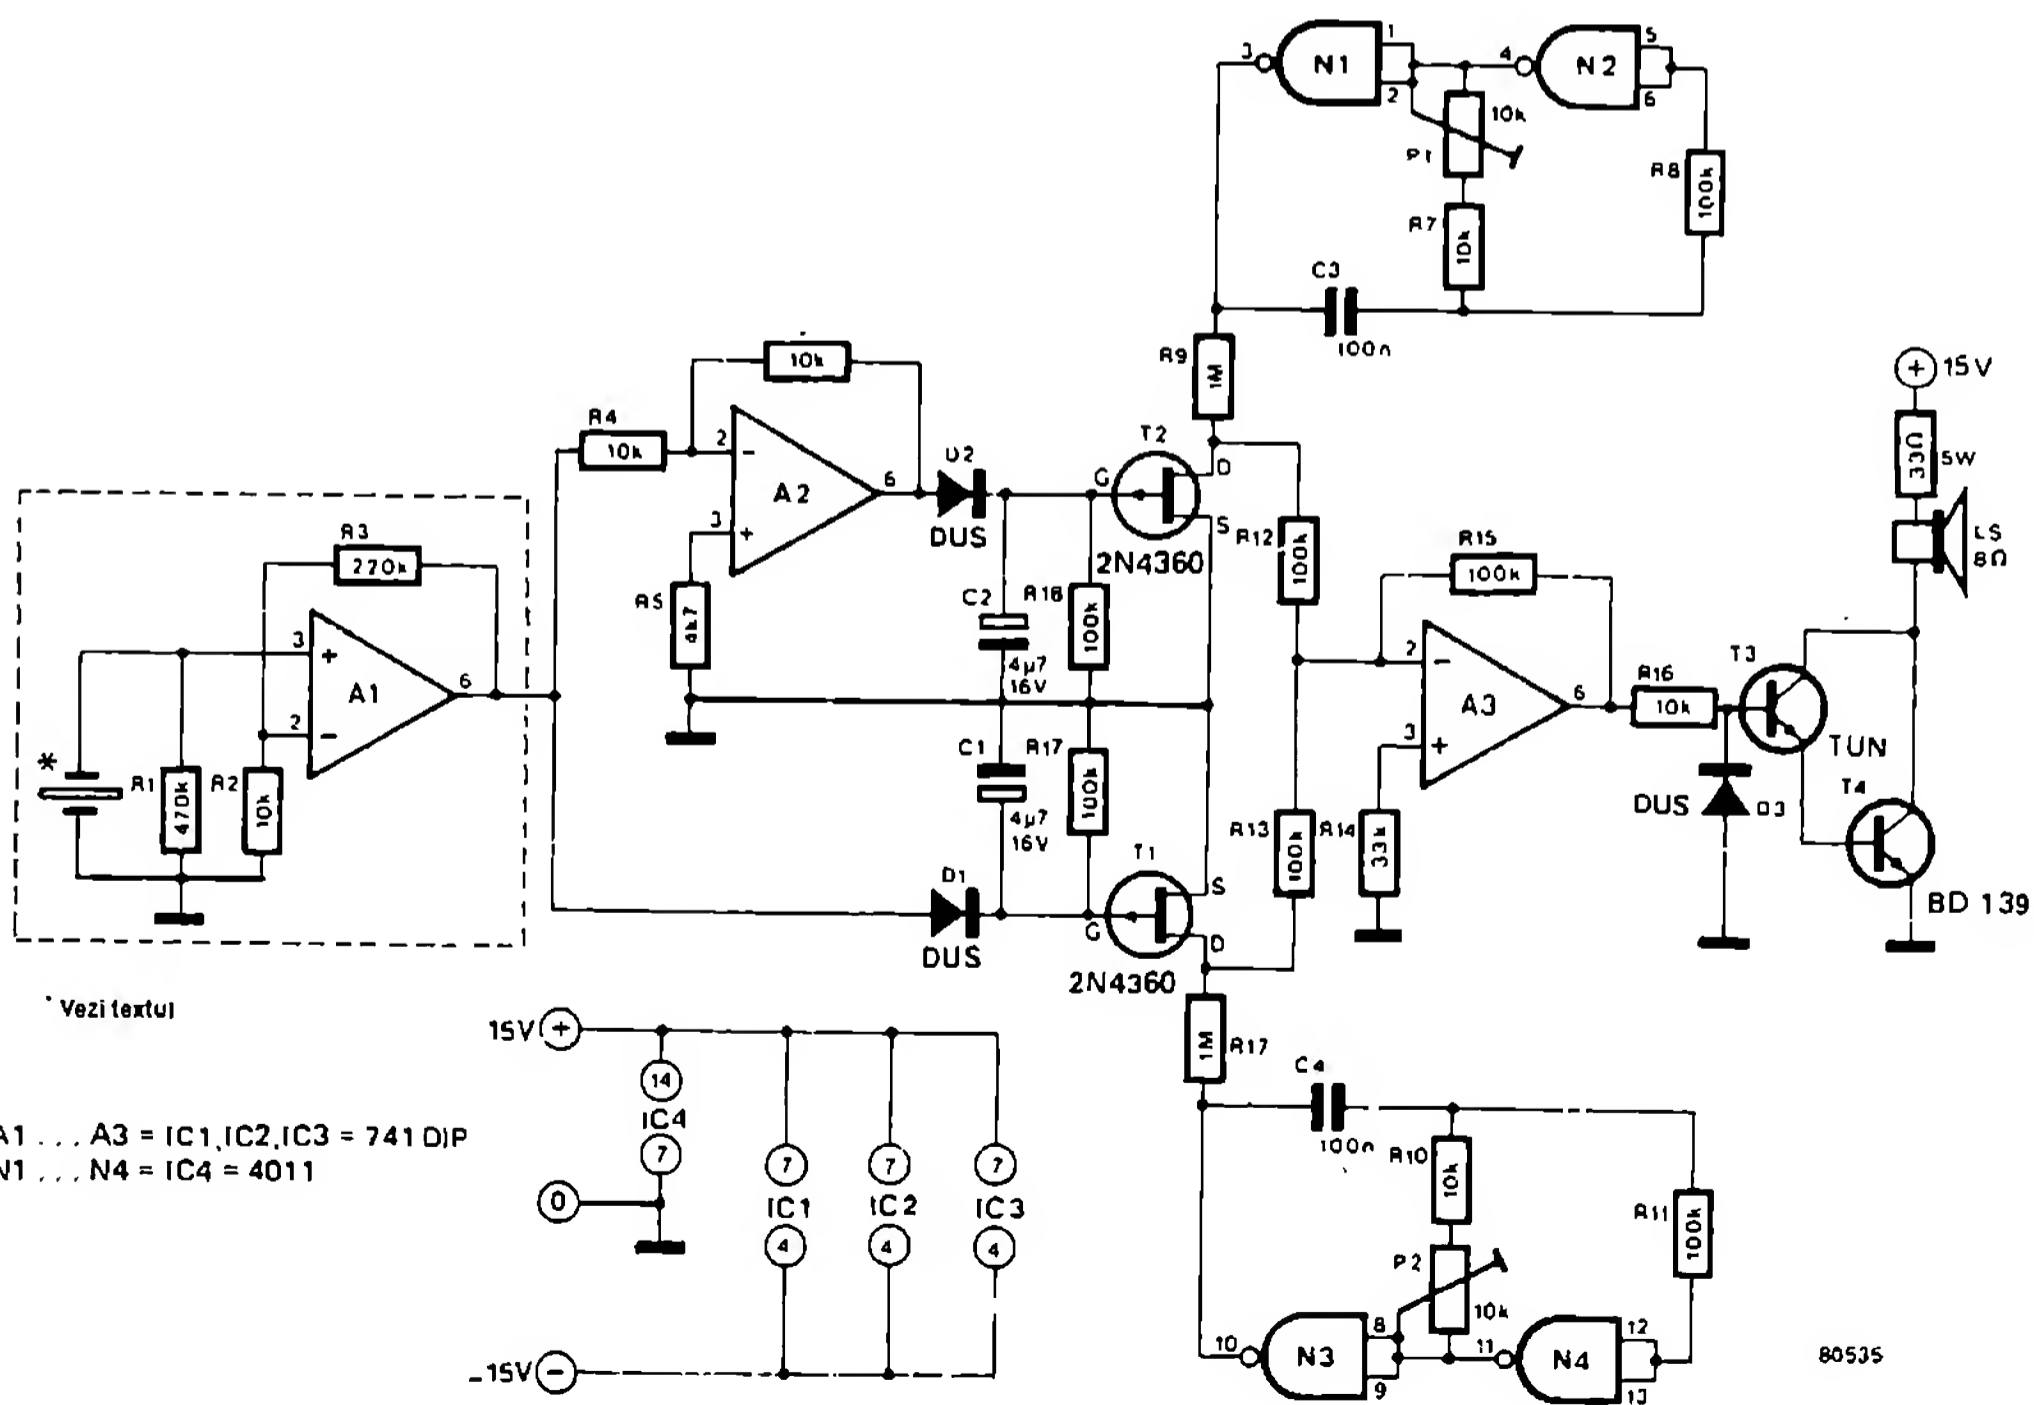 3
N1
1
2
4
N2
5
6
10k
P1
R7
10k
R8
100k
C3
100n
R9
1M
+
15V
33Ω
5W
LS
8Ω
10k
R4
10k
2
-
A2
6
3
+
R5
4k7
D2
DUS
T2
G
D
S
2N4360
C2
4µ7
16V
R18
100k
R12
100k
R15
100k
R3
220k
3
+
A1
6
2
-
*
R1
470k
R2
10k
C1
4µ7
16V
R17
100k
2
-
A3
6
3
+
R16
10k
T3
TUN
DUS
D3
T4
BD 139
R13
100k
R14
33k
D1
DUS
T1
G
S
D
2N4360
* Vezi textul
15V
+
14
IC4
7
0
7
IC1
4
7
IC2
4
7
IC3
4
-15V
-
A1 ... A3 = IC1,IC2,IC3 = 741 DIP
N1 ... N4 = IC4 = 4011
1M
R17
C4
100n
R10
10k
R11
100k
P2
10k
10
N3
8
9
11
N4
12
13
80535